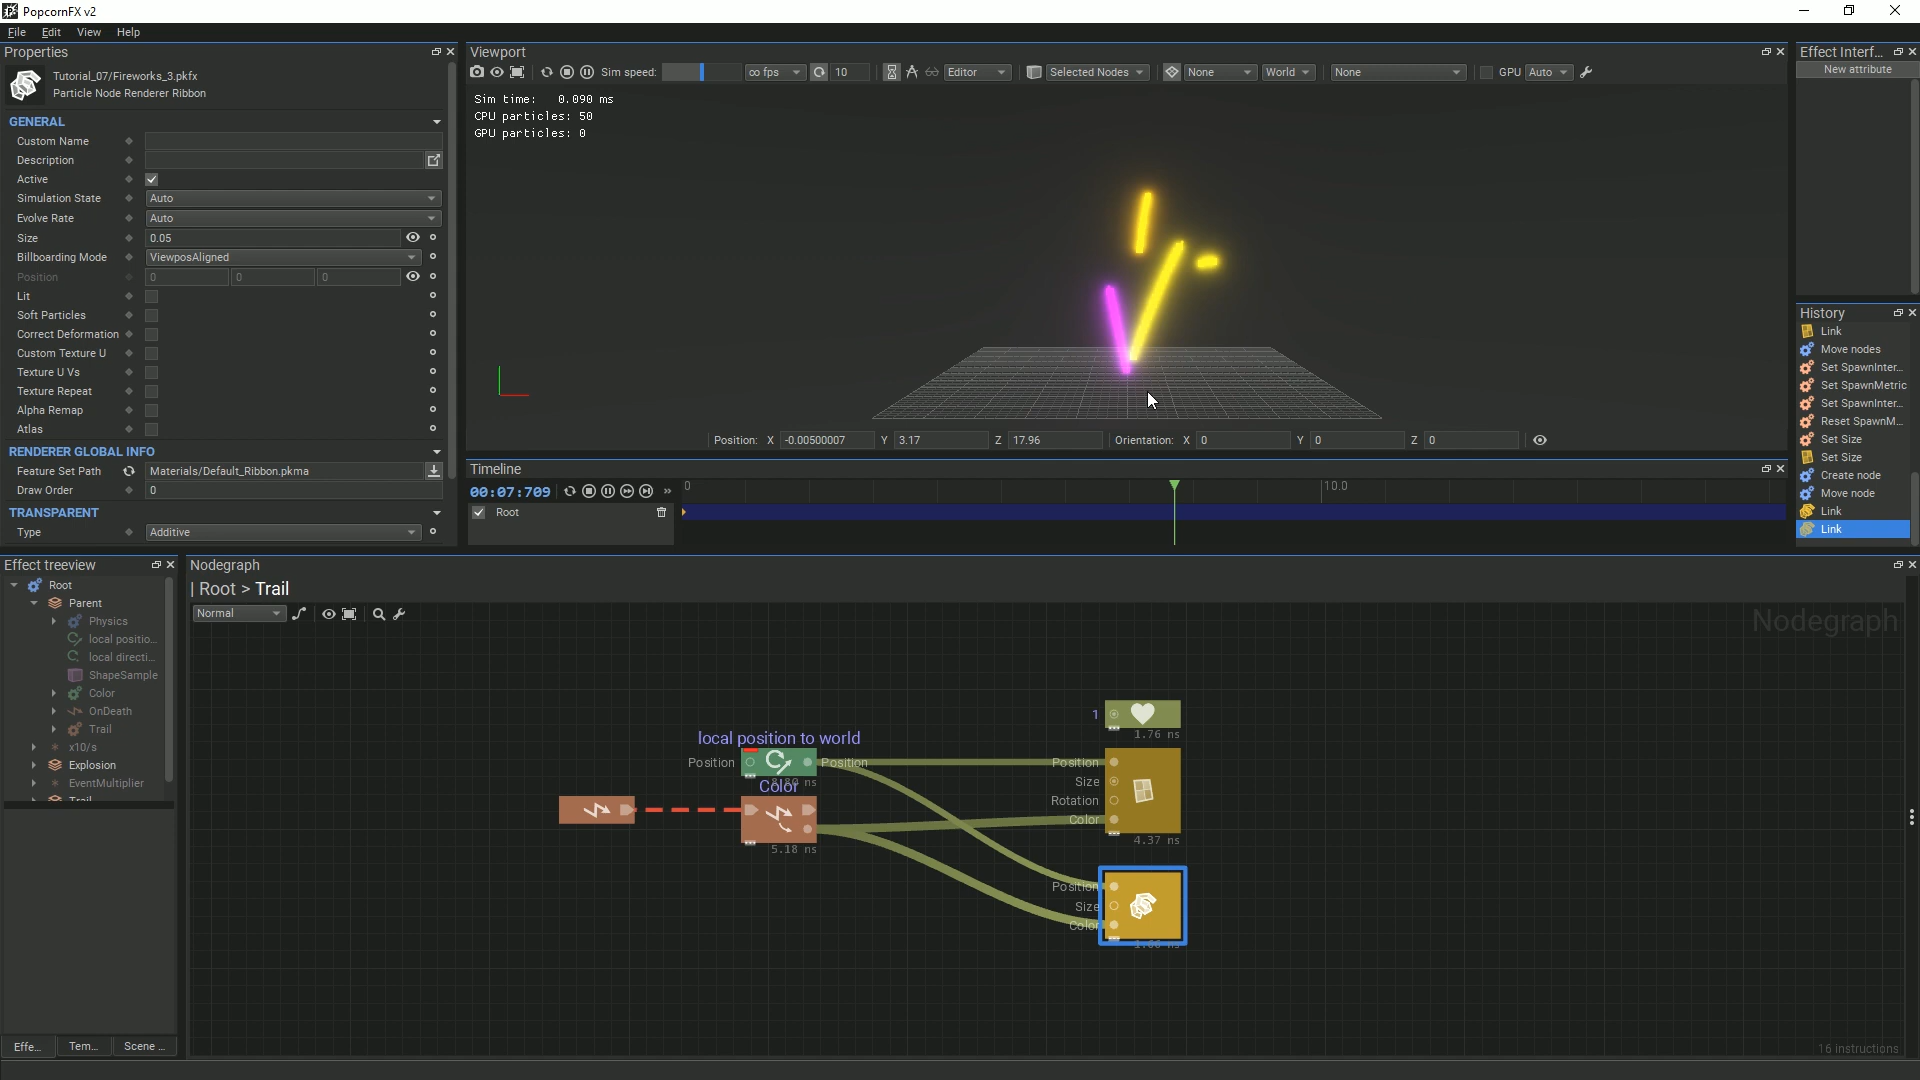 PopcornFX v2
File Edit View Help
Properties
Tutorial_07/Fireworks_3.pkfx
Particle Node Renderer Ribbon
GENERAL
Custom Name
Description
Active
Simulation State Auto
Evolve Rate Auto
Size 0.05
Billboarding Mode ViewposAligned
Position 0 0 0
Lit
Soft Particles
Correct Deformation
Custom Texture U
Texture U Vs
Texture Repeat
Alpha Remap
Atlas
RENDERER GLOBAL INFO
Feature Set Path Materials/Default_Ribbon.pkma
Draw Order 0
TRANSPARENT
Type Additive
Viewport
Sim speed: ∞ fps 10 Editor Selected Nodes None World None GPU Auto
Sim time: 0.090 ms
CPU particles: 50
GPU particles: 0
Position: X -0.00500007 Y 3.17 Z 17.96 Orientation: X 0 Y 0 Z 0
Timeline
00:07:709 » 0 10.0
Root
Effect Interf...
New attribute
History
Link
Move nodes
Set SpawnInter...
Set SpawnMetric
Set SpawnInter...
Reset SpawnM...
Set Size
Set Size
Create node
Move node
Link
Link
Effect treeview
Root
Parent
Physics
local positio...
local directi...
ShapeSample
Color
OnDeath
Trail
x10/s
Explosion
EventMultiplier
Trail
Effe... Tem... Scene ...
Nodegraph
| Root > Trail
Normal
Nodegraph
1
1.76 ns
local position to world
Position Position
Color
5.18 ns
Position
Size
Rotation
Color
4.37 ns
Position
Size
Color
16 instructions